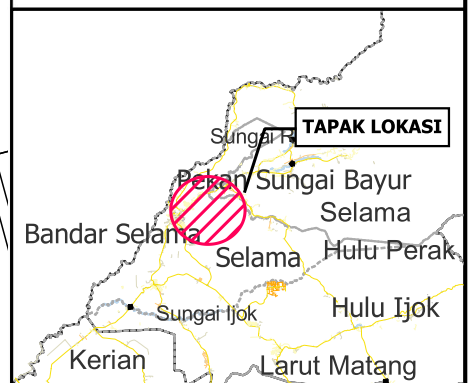 TAPAK LOKASI
Sungai
Pekan Sungai Bayur
Selama
Bandar Selama
Selama
Hulu Perak
Sungai Ijok
Hulu Ijok
Kerian
Larut Matang